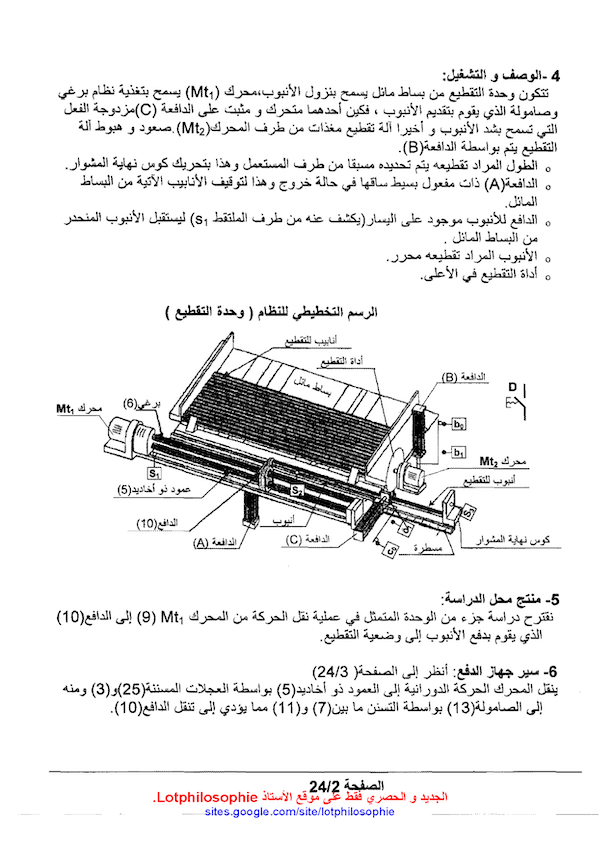 4 -الوصف و التشغيل:
تتكون وحدة التقطيع من بساط مائل يسمح بنزول الأنبوب،محرك (Mt1) يسمح بتغذية نظام برغي
وصامولة الذي يقوم بتقديم الأنبوب ، فكين أحدهما متحرك و مثبت على الدافعة (C)مزدوجة الفعل
التي تسمح بشد الأنبوب و أخيرا آلة تقطيع مغذات من طرف المحرك(Mt2).صعود و هبوط آلة
التقطيع يتم بواسطة الدافعة(B).
o الطول المراد تقطيعه يتم تحديده مسبقا من طرف المستعمل وهذا بتحريك كوس نهاية المشوار.
o الدافعة(A) ذات مفعول بسيط ساقها في حالة خروج وهذا لتوقيف الأنابيب الآتية من البساط
المائل.
o الدافع للأنبوب موجود على اليسار(يكشف عنه من طرف الملتقط s1) ليستقبل الأنبوب المنحدر
من البساط المائل .
o الأنبوب المراد تقطيعه محرر.
o أداة التقطيع في الأعلى.
الرسم التخطيطي للنظام ( وحدة التقطيع )
أنابيب للتقطيع
أداة التقطيع
بساط مائل
الدافعة (B)
D
برغي(6)
محرك Mt1
b0
b1
محرك Mt2
S1
أنبوب للتقطيع
عمود ذو أخاديد(5)
S2
S3
الدافع(10)
أنبوب
كوس نهاية المشوار
الدافعة (A)
الدافعة (C)
مسطرة
5- منتج محل الدراسة:
نقترح دراسة جزء من الوحدة المتمثل في عملية نقل الحركة من المحرك Mt1 (9) إلى الدافع(10)
الذي يقوم بدفع الأنبوب إلى وضعية التقطيع.
6- سير جهاز الدفع: أنظر إلى الصفحة( 24/3)
ينقل المحرك الحركة الدورانية إلى العمود ذو أخاديد(5) بواسطة العجلات المسننة(25)و(3) ومنه
إلى الصامولة(13) بواسطة التسنن ما بين(7) و(11) مما يؤدي إلى تنقل الدافع(10).
الصفحة 24/2
الجديد و الحصري فقط على موقع الأستاذ Lotphilosophie.
sites.google.com/site/lotphilosophie